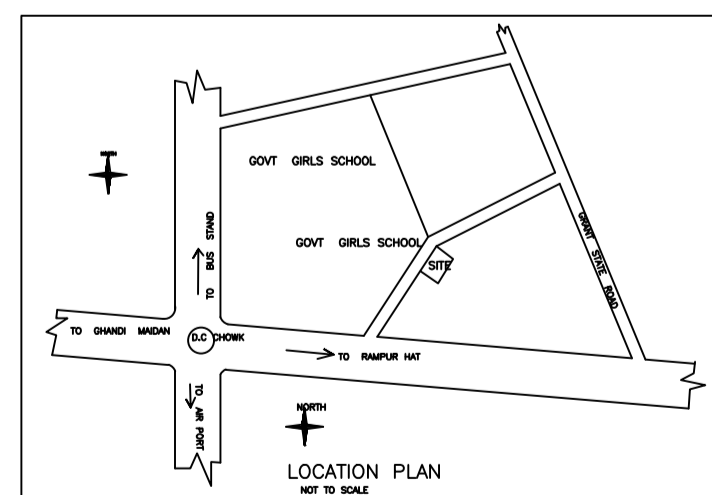 NORTH
GOVT GIRLS SCHOOL
GOVT GIRLS SCHOOL
TO BUS STAND
GRANT STATE ROAD
SITE
TO GHANDI MAIDAN
D.C CHOWK
TO RAMPUR HAT
TO AIR PORT
NORTH
LOCATION PLAN
NOT TO SCALE